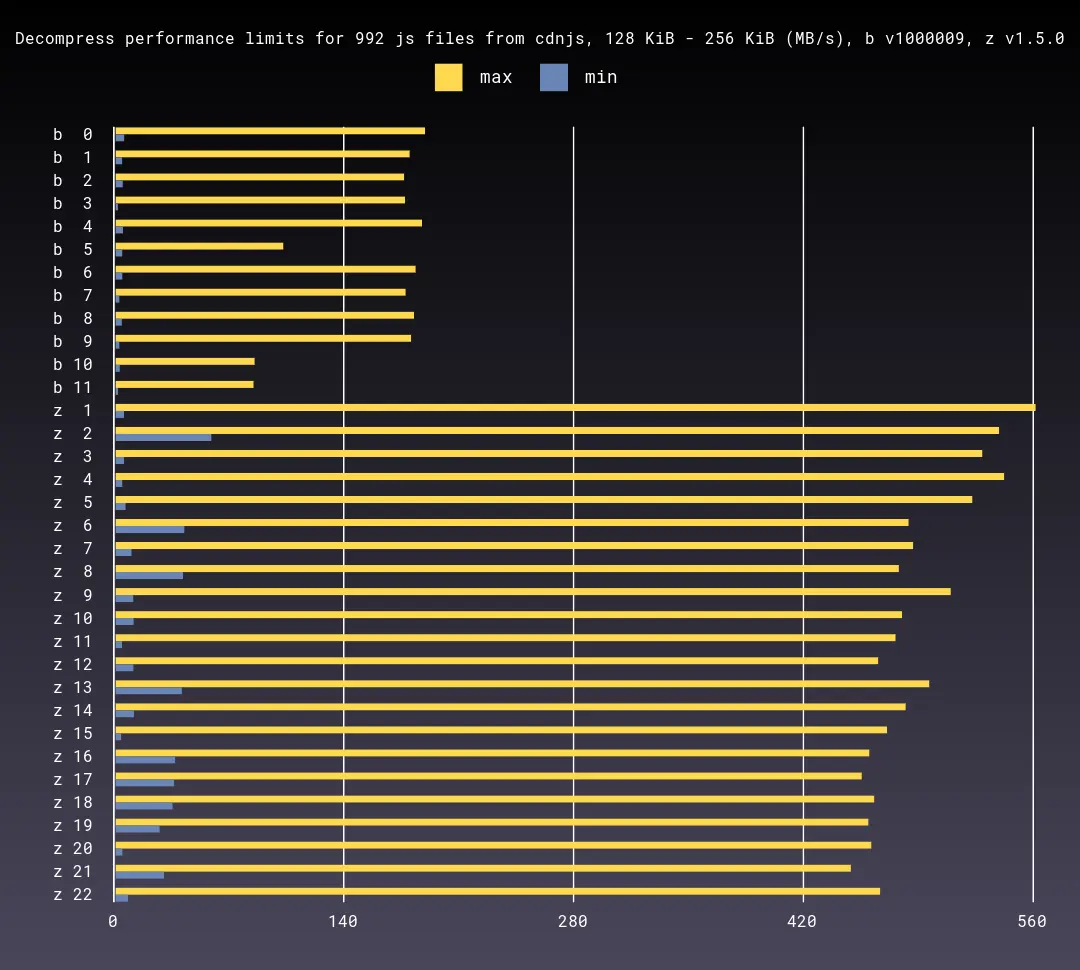 Decompress performance limits for 992 js files from cdnjs, 128 KiB - 256 KiB (MB/s), b v1000009, z v1.5.0
max min
b 0
b 1
b 2
b 3
b 4
b 5
b 6
b 7
b 8
b 9
b 10
b 11
z 1
z 2
z 3
z 4
z 5
z 6
z 7
z 8
z 9
z 10
z 11
z 12
z 13
z 14
z 15
z 16
z 17
z 18
z 19
z 20
z 21
z 22
0 140 280 420 560